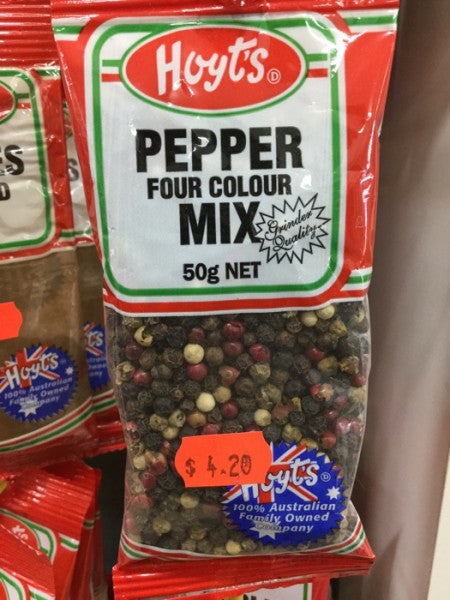 Hoyt's D
PEPPER
FOUR COLOUR
MIX
Grinder
Quality
50g NET
$ 4.20
Hoyt's D
100% Australian
Family Owned
Company
Hoyt's
100% Australian
Family Owned
Company